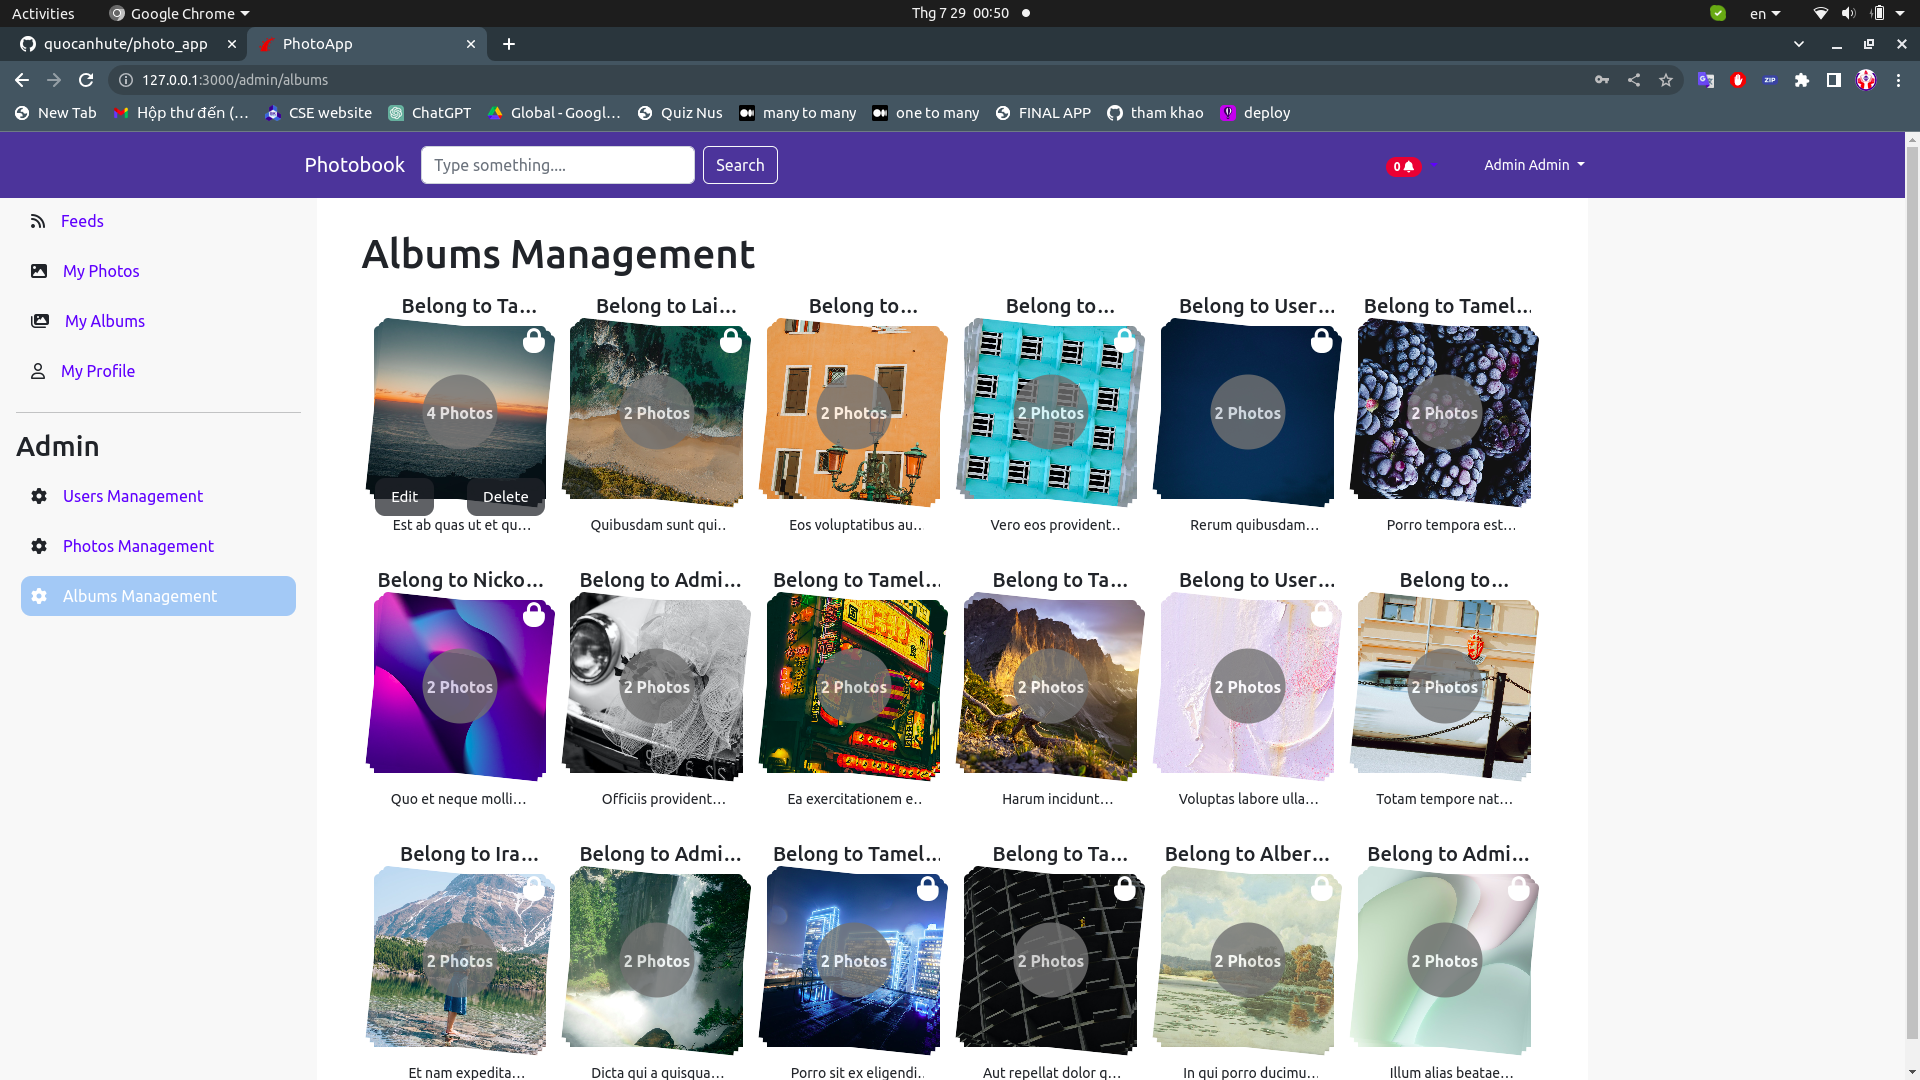 Activities Google Chrome Thg 7 29 00:50 en
quocanhute/photo_app PhotoApp
127.0.0.1:3000/admin/albums ZIP
New Tab Hộp thư đến (… CSE website ChatGPT Global - Googl… Quiz Nus many to many one to many FINAL APP tham khao deploy
Photobook Type something.... Search 0 Admin Admin
Feeds
My Photos
My Albums
My Profile
Admin
Users Management
Photos Management
Albums Management
Albums Management
Belong to Ta… Belong to Lai… Belong to… Belong to… Belong to User… Belong to Tamel…
4 Photos 2 Photos 2 Photos 2 Photos 2 Photos 2 Photos
Edit Delete
Est ab quas ut et qu… Quibusdam sunt qui… Eos voluptatibus au… Vero eos provident… Rerum quibusdam… Porro tempora est…
Belong to Nicko… Belong to Admi… Belong to Tamel… Belong to Ta… Belong to User… Belong to…
2 Photos 2 Photos 2 Photos 2 Photos 2 Photos 2 Photos
Quo et neque molli… Officiis provident… Ea exercitationem e… Harum incidunt… Voluptas labore ulla… Totam tempore nat…
Belong to Ira… Belong to Admi… Belong to Tamel… Belong to Ta… Belong to Alber… Belong to Admi…
2 Photos 2 Photos 2 Photos 2 Photos 2 Photos 2 Photos
Et nam expedita… Dicta qui a quisqua… Porro sit ex eligendi… Aut repellat dolor q… In qui porro ducimu… Illum alias beatae…